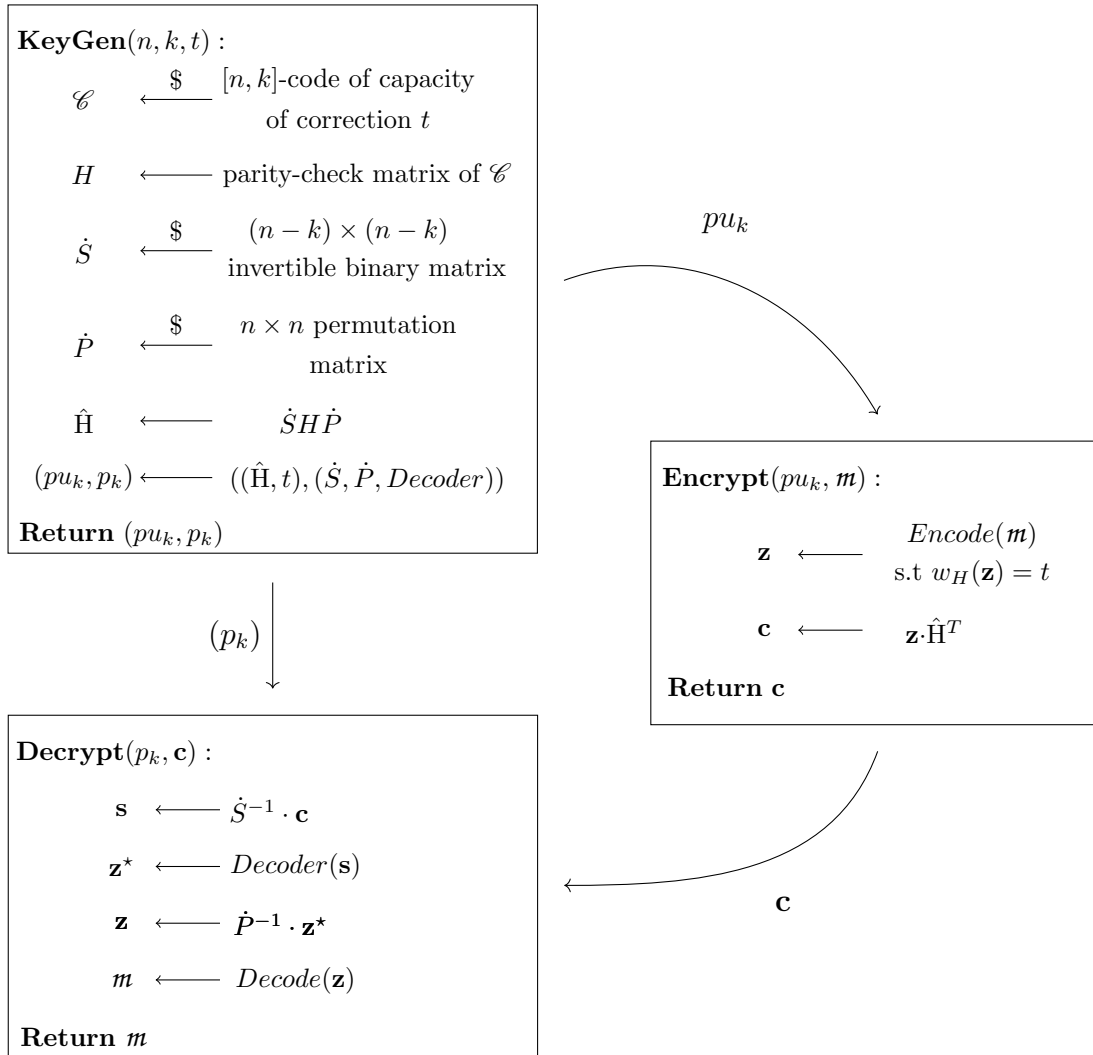 KeyGen(n, k, t) :
𝒞 ←$ [n, k]-code of capacity
of correction t
H ← parity-check matrix of 𝒞
Ṡ ←$ (n − k) × (n − k)
invertible binary matrix
Ṗ ←$ n × n permutation
matrix
Ĥ ← ṠHṖ
(pu_k, p_k) ← ((Ĥ, t), (Ṡ, Ṗ, Decoder))
Return (pu_k, p_k)
pu_k
Encrypt(pu_k, m) :
z ← Encode(m)
s.t w_H(z) = t
c ← z·Ĥ^T
Return c
(p_k)
Decrypt(p_k, c) :
s ← Ṡ^{−1} · c
z^⋆ ← Decoder(s)
z ← Ṗ^{−1} · z^⋆
m ← Decode(z)
Return m
c